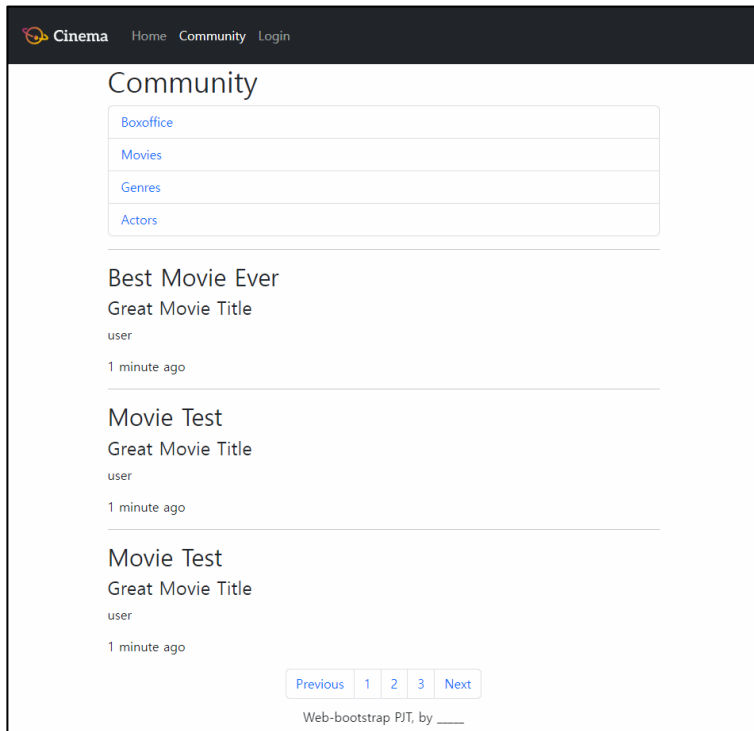 Cinema Home Community Login
Community
Boxoffice
Movies
Genres
Actors
Best Movie Ever
Great Movie Title
user
1 minute ago
Movie Test
Great Movie Title
user
1 minute ago
Movie Test
Great Movie Title
user
1 minute ago
Previous 1 2 3 Next
Web-bootstrap PJT, by _____